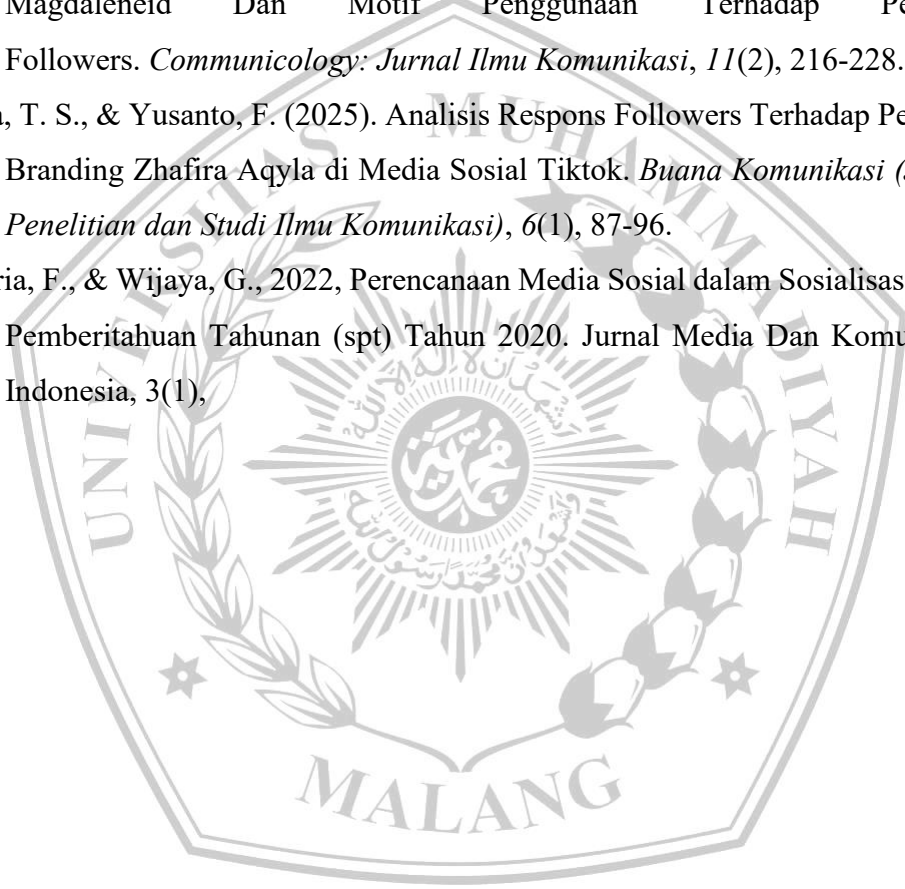 Magdaleneid Dan Motif Penggunaan Terhadap Pe
Followers. Communicology: Jurnal Ilmu Komunikasi, 11(2), 216-228.
a, T. S., & Yusanto, F. (2025). Analisis Respons Followers Terhadap Pe
Branding Zhafira Aqyla di Media Sosial Tiktok. Buana Komunikasi (
Penelitian dan Studi Ilmu Komunikasi), 6(1), 87-96.
ria, F., & Wijaya, G., 2022, Perencanaan Media Sosial dalam Sosialisas
Pemberitahuan Tahunan (spt) Tahun 2020. Jurnal Media Dan Komu
Indonesia, 3(1),
UNIVERSITAS MUHAMMADIYAH
MALANG